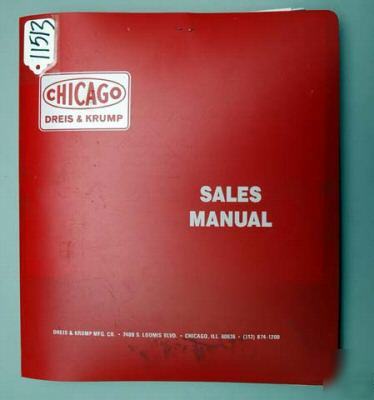 11513
CHICAGO
DREIS & KRUMP
SALES
MANUAL
DREIS & KRUMP MFG. CO. • 7400 S. LOOMIS BLVD. • CHICAGO, ILL 60636 • (312) 874-1200